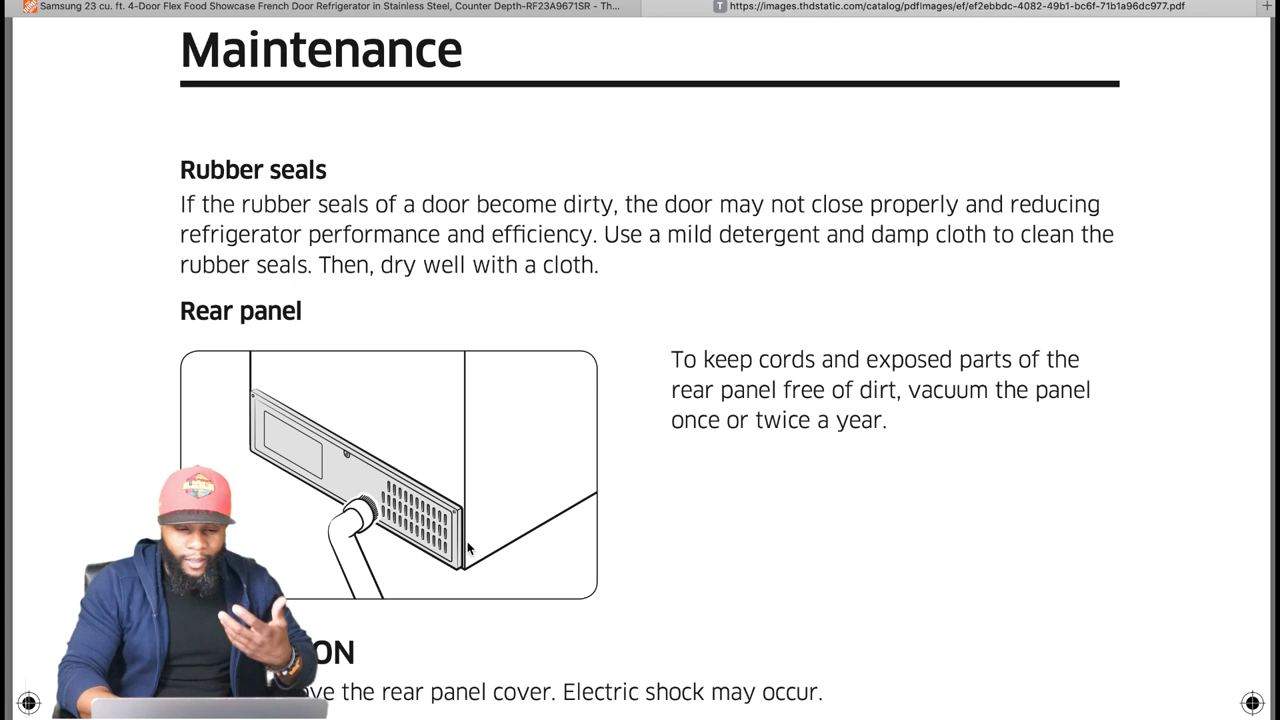 Samsung 23 cu. ft. 4-Door Flex Food Showcase French Door Refrigerator in Stainless Steel, Counter Depth-RF23A9671SR - Th...
T https://images.thdstatic.com/catalog/pdfImages/ef/ef2ebbdc-4082-49b1-bc6f-71b1a96dc977.pdf
Maintenance
Rubber seals
If the rubber seals of a door become dirty, the door may not close properly and reducing
refrigerator performance and efficiency. Use a mild detergent and damp cloth to clean the
rubber seals. Then, dry well with a cloth.
Rear panel
To keep cords and exposed parts of the
rear panel free of dirt, vacuum the panel
once or twice a year.
ON
ve the rear panel cover. Electric shock may occur.